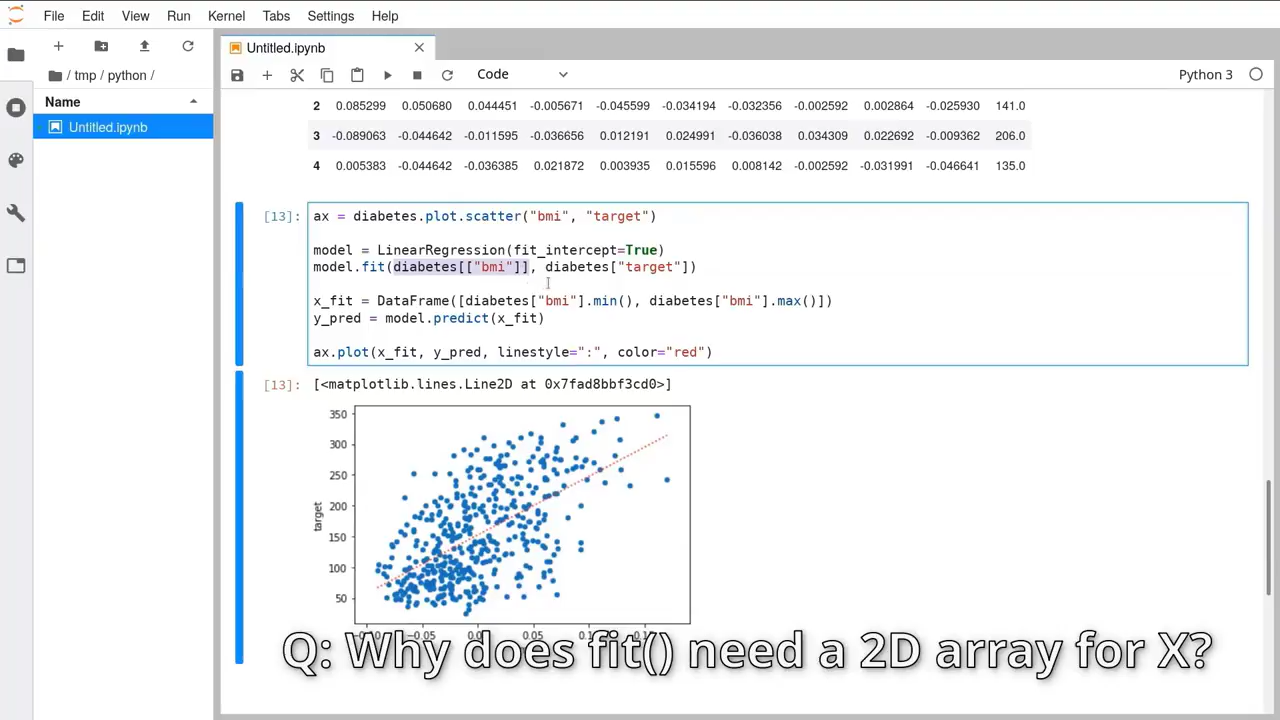 File Edit View Run Kernel Tabs Settings Help
Untitled.ipynb
Code
Python 3
/ tmp / python /
Name
Untitled.ipynb
2 0.085299 0.050680 0.044451 -0.005671 -0.045599 -0.034194 -0.032356 -0.002592 0.002864 -0.025930 141.0
3 -0.089063 -0.044642 -0.011595 -0.036656 0.012191 0.024991 -0.036038 0.034309 0.022692 -0.009362 206.0
4 0.005383 -0.044642 -0.036385 0.021872 0.003935 0.015596 0.008142 -0.002592 -0.031991 -0.046641 135.0
[13]: ax = diabetes.plot.scatter("bmi", "target")
model = LinearRegression(fit_intercept=True)
model.fit(diabetes[["bmi"]], diabetes["target"])
x_fit = DataFrame([diabetes["bmi"].min(), diabetes["bmi"].max()])
y_pred = model.predict(x_fit)
ax.plot(x_fit, y_pred, linestyle=":", color="red")
[13]: [<matplotlib.lines.Line2D at 0x7fad8bbf3cd0>]
350
300
250
200
150
100
50
target
-0.05 0.05
Q: Why does fit() need a 2D array for X?